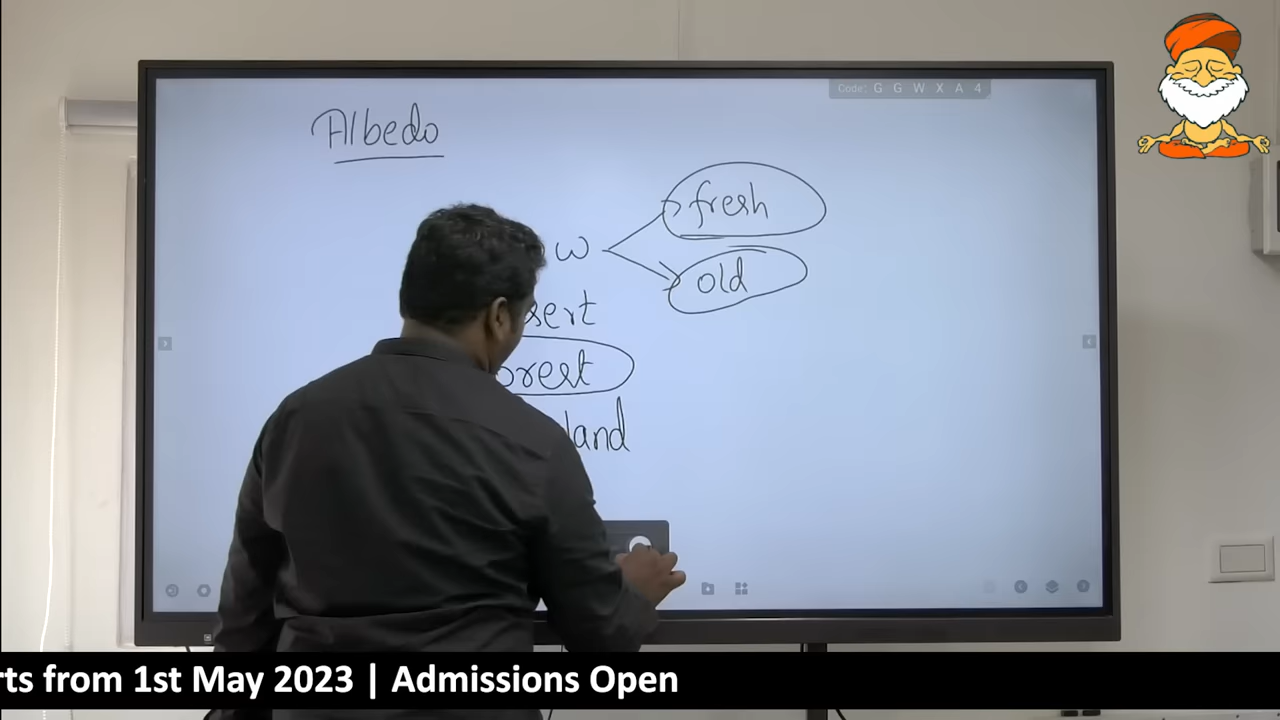 Albedo
Code: G G W X A 4
fresh
w
old
sert
orest
land
rts from 1st May 2023 | Admissions Open